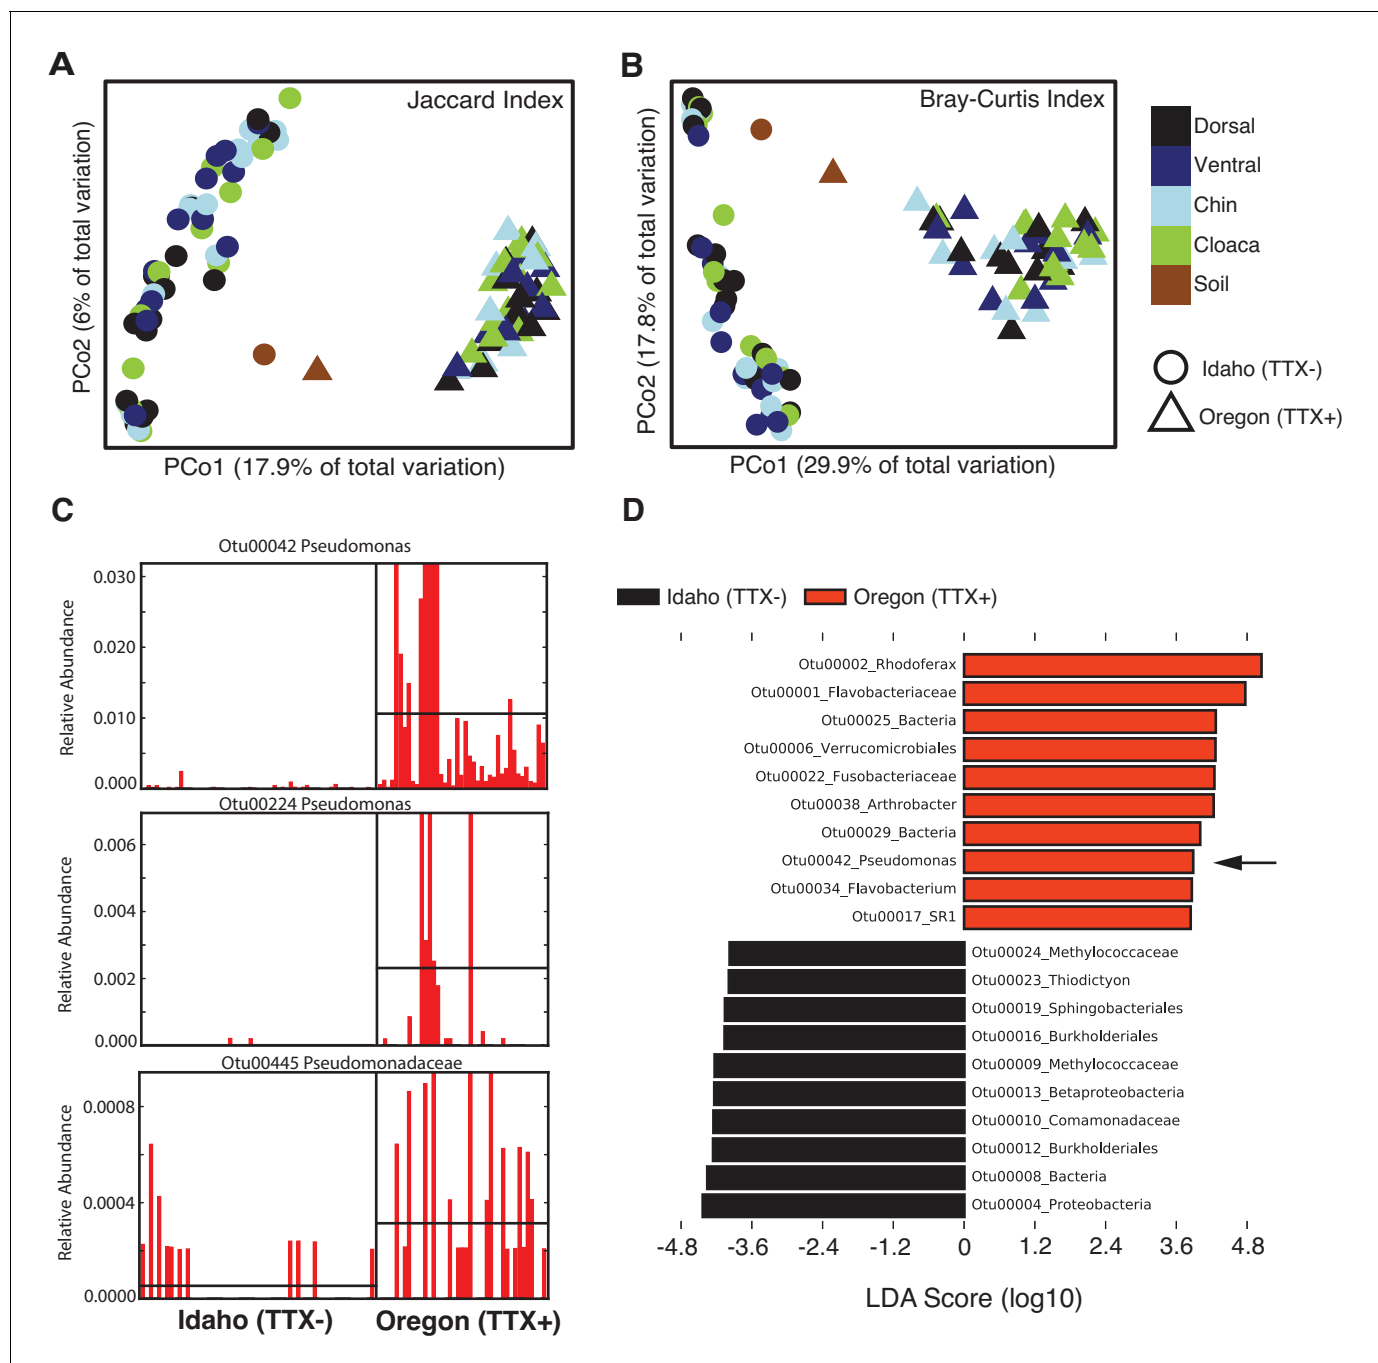 A
Jaccard Index
PCo2 (6% of total variation)
PCo1 (17.9% of total variation)
B
Bray-Curtis Index
PCo2 (17.8% of total variation)
PCo1 (29.9% of total variation)
Dorsal
Ventral
Chin
Cloaca
Soil
Idaho (TTX-)
Oregon (TTX+)
C
Otu00042 Pseudomonas
Relative Abundance
0.030
0.020
0.010
0.000
Otu00224 Pseudomonas
Relative Abundance
0.006
0.004
0.002
0.000
Otu00445 Pseudomonadaceae
Relative Abundance
0.0008
0.0004
0.0000
Idaho (TTX-) Oregon (TTX+)
D
Idaho (TTX-) Oregon (TTX+)
Otu00002_Rhodoferax
Otu00001_Flavobacteriaceae
Otu00025_Bacteria
Otu00006_Verrucomicrobiales
Otu00022_Fusobacteriaceae
Otu00038_Arthrobacter
Otu00029_Bacteria
Otu00042_Pseudomonas
Otu00034_Flavobacterium
Otu00017_SR1
Otu00024_Methylococcaceae
Otu00023_Thiodictyon
Otu00019_Sphingobacteriales
Otu00016_Burkholderiales
Otu00009_Methylococcaceae
Otu00013_Betaproteobacteria
Otu00010_Comamonadaceae
Otu00012_Burkholderiales
Otu00008_Bacteria
Otu00004_Proteobacteria
-4.8 -3.6 -2.4 -1.2 0 1.2 2.4 3.6 4.8
LDA Score (log10)